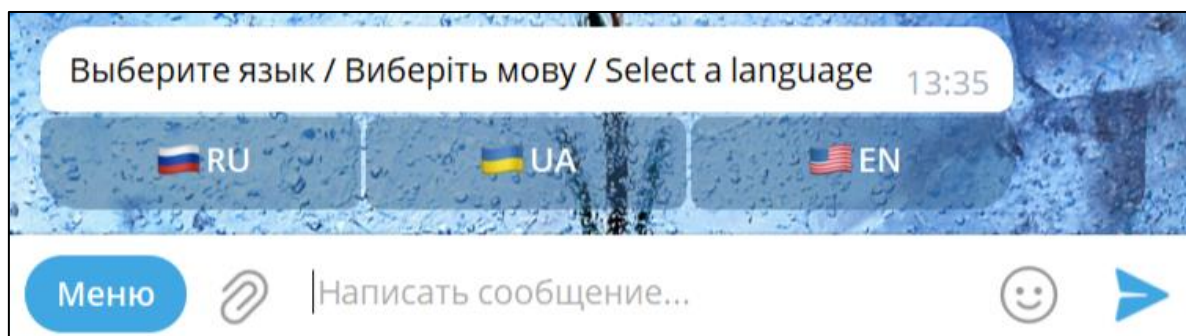 Выберите язык / Виберіть мову / Select a language 13:35
RU UA EN
Меню Написать сообщение...